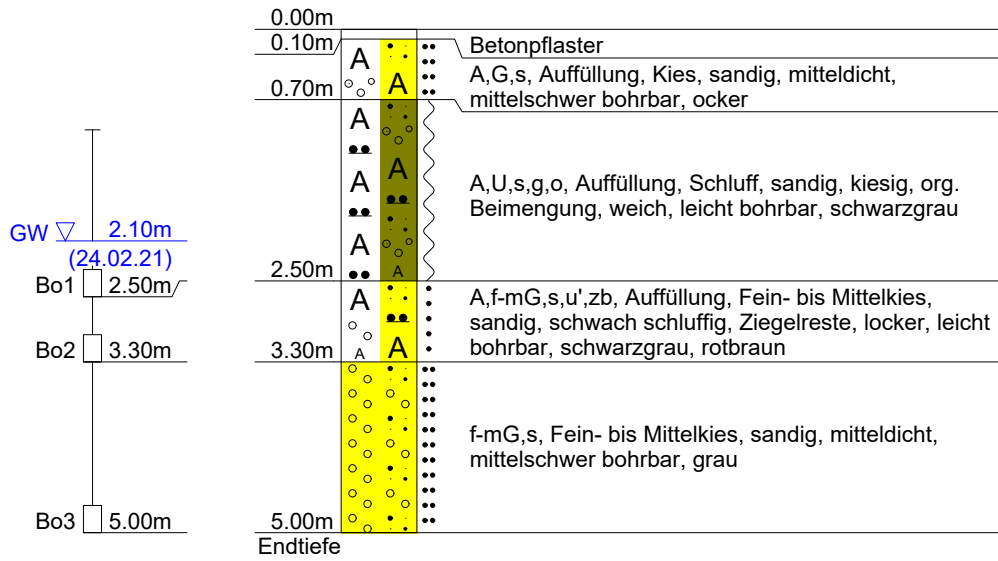 0.00m
0.10m
Betonpflaster
A
A
A,G,s, Auffüllung, Kies, sandig, mitteldicht,
mittelschwer bohrbar, ocker
0.70m
A
A
A
A
A
A,U,s,g,o, Auffüllung, Schluff, sandig, kiesig, org.
Beimengung, weich, leicht bohrbar, schwarzgrau
GW
2.10m
(24.02.21)
Bo1
2.50m
2.50m
A
A
A
A,f-mG,s,u',zb, Auffüllung, Fein- bis Mittelkies,
sandig, schwach schluffig, Ziegelreste, locker, leicht
bohrbar, schwarzgrau, rotbraun
Bo2
3.30m
3.30m
f-mG,s, Fein- bis Mittelkies, sandig, mitteldicht,
mittelschwer bohrbar, grau
Bo3
5.00m
5.00m
Endtiefe